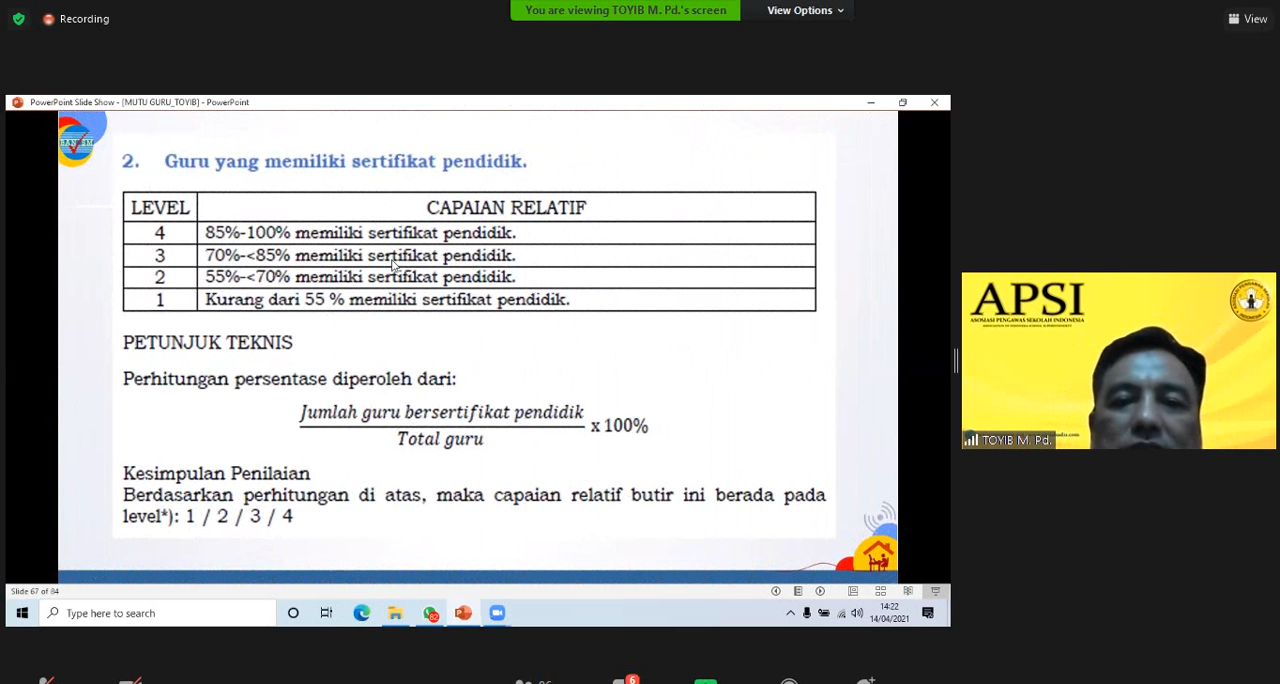 Recording
You are viewing TOYIB M. Pd.'s screen
View Options
View
PowerPoint Slide Show - [MUTU GURU_TOYIB] - PowerPoint
2. Guru yang memiliki sertifikat pendidik.
LEVEL CAPAIAN RELATIF
4 85%-100% memiliki sertifikat pendidik.
3 70%-<85% memiliki sertifikat pendidik.
2 55%-<70% memiliki sertifikat pendidik.
1 Kurang dari 55 % memiliki sertifikat pendidik.
PETUNJUK TEKNIS
Perhitungan persentase diperoleh dari:
Jumlah guru bersertifikat pendidik
Total guru
x 100%
Kesimpulan Penilaian
Berdasarkan perhitungan di atas, maka capaian relatif butir ini berada pada
level*): 1 / 2 / 3 / 4
Slide 67 of 84
Type here to search
14:22
14/04/2021
APSI
ASOSIASI PENGAWAS SEKOLAH INDONESIA
TOYIB M. Pd.
6